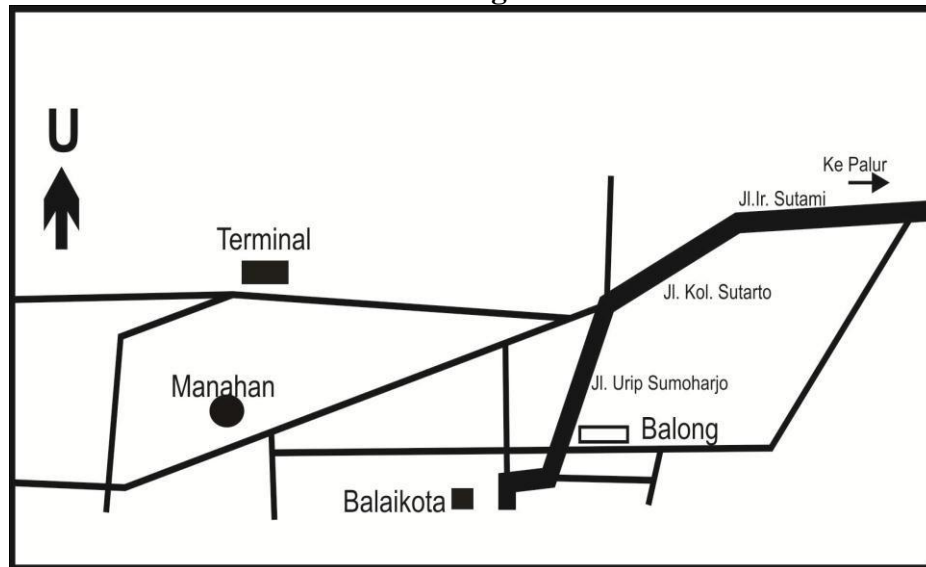 U
Ke Palur
Jl.Ir. Sutami
Terminal
Jl. Kol. Sutarto
Manahan
Jl. Urip Sumoharjo
Balong
Balaikota